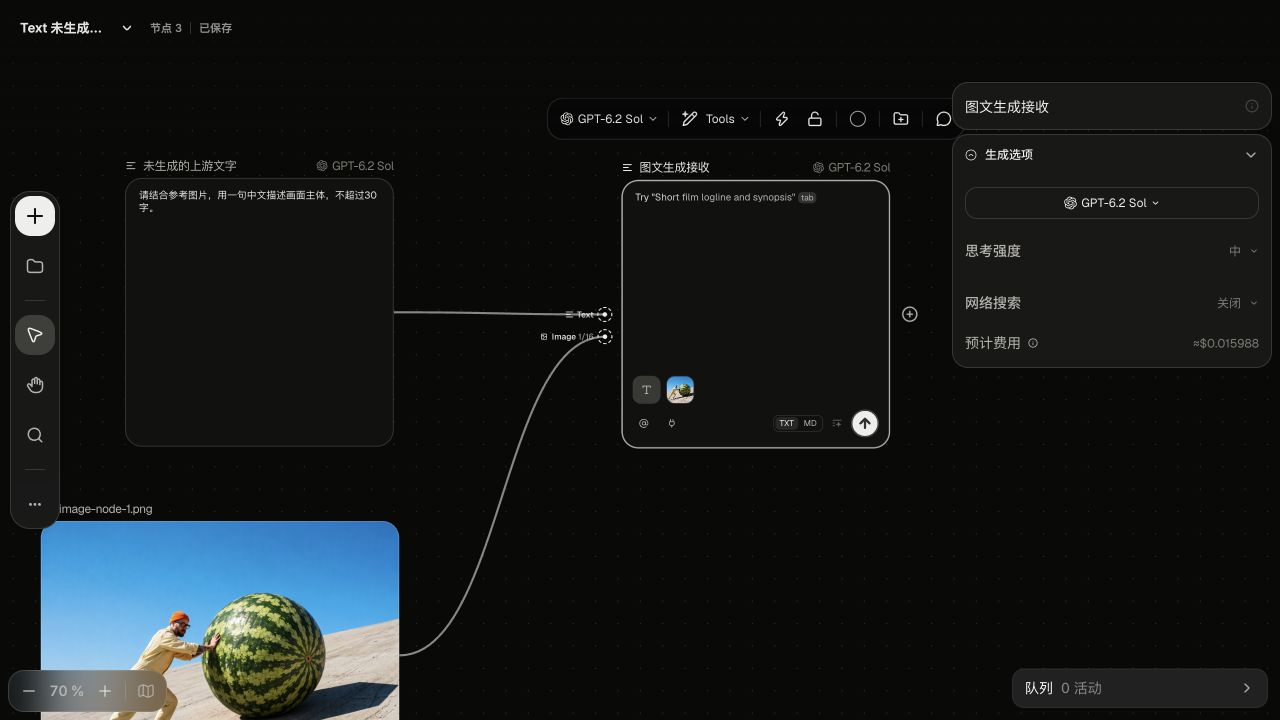 Text 未生成...
节点 3
已保存
GPT-6.2 Sol
Tools
图文生成接收
生成选项
GPT-6.2 Sol
思考强度
中
网络搜索
关闭
预计费用
≈$0.015988
未生成的上游文字
GPT-6.2 Sol
请结合参考图片，用一句中文描述画面主体，不超过30
字。
图文生成接收
GPT-6.2 Sol
Try "Short film logline and synopsis" tab
Text
Image 1/16
T
@
TXT
MD
image-node-1.png
70 %
队列 0 活动